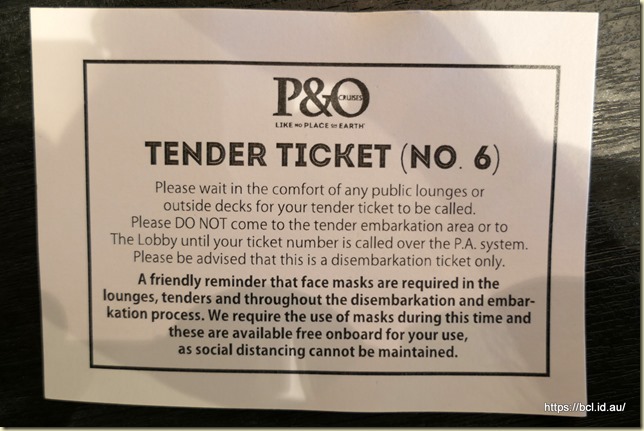 P&O
CRUISES
LIKE NO PLACE ON EARTH
TENDER TICKET (NO. 6)
Please wait in the comfort of any public lounges or
outside decks for your tender ticket to be called.
Please DO NOT come to the tender embarkation area or to
The Lobby until your ticket number is called over the P.A. system.
Please be advised that this is a disembarkation ticket only.
A friendly reminder that face masks are required in the
lounges, tenders and throughout the disembarkation and embar-
kation process. We require the use of masks during this time and
these are available free onboard for your use,
as social distancing cannot be maintained.
https://bcl.id.au/